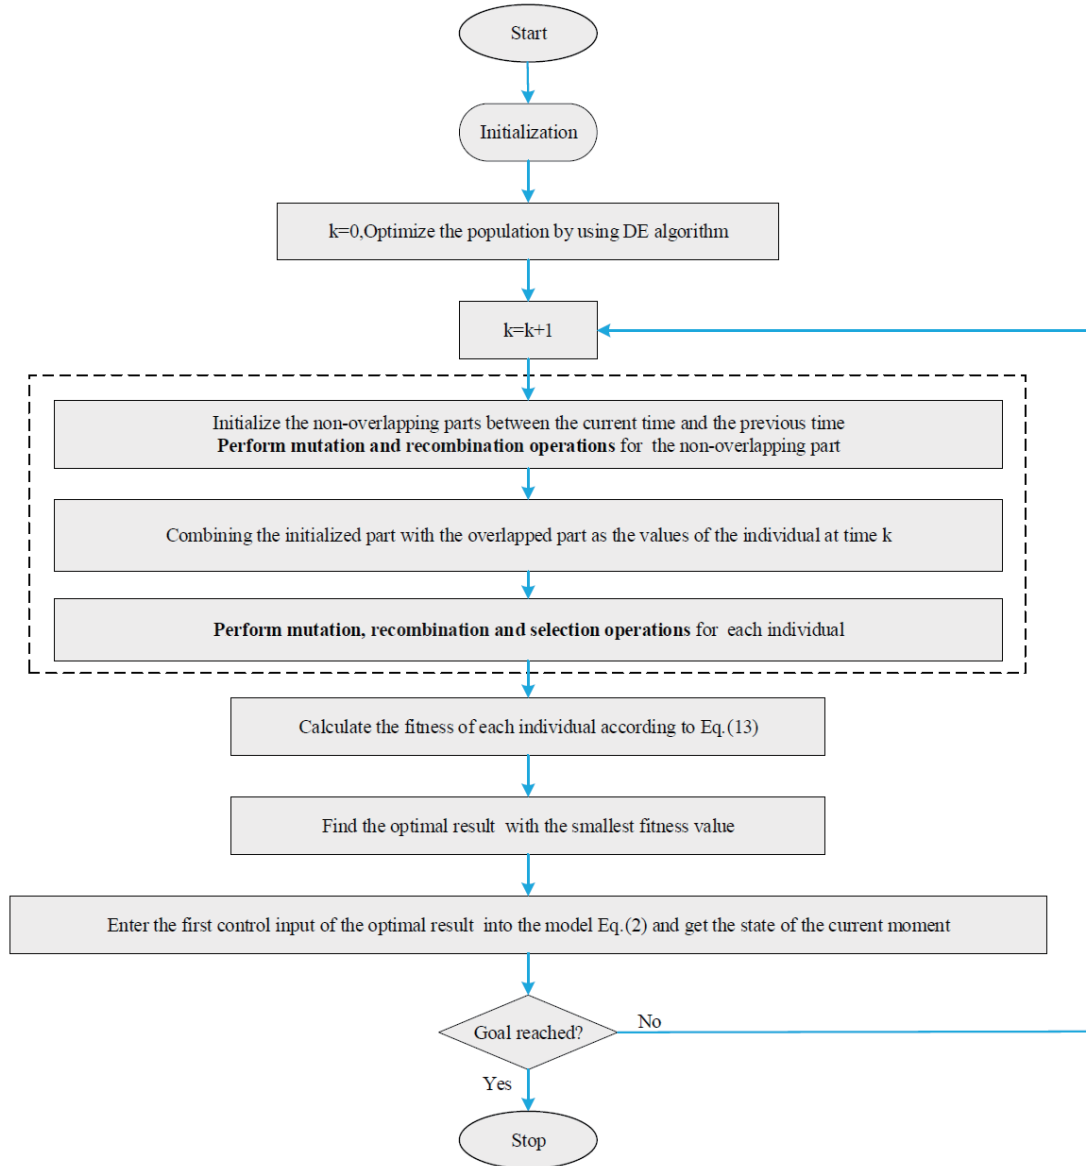 Start
Initialization
k=0,Optimize the population by using DE algorithm
k=k+1
Initialize the non-overlapping parts between the current time and the previous time
Perform mutation and recombination operations for the non-overlapping part
Combining the initialized part with the overlapped part as the values of the individual at time k
Perform mutation, recombination and selection operations for each individual
Calculate the fitness of each individual according to Eq.(13)
Find the optimal result with the smallest fitness value
Enter the first control input of the optimal result into the model Eq.(2) and get the state of the current moment
Goal reached?
No
Yes
Stop